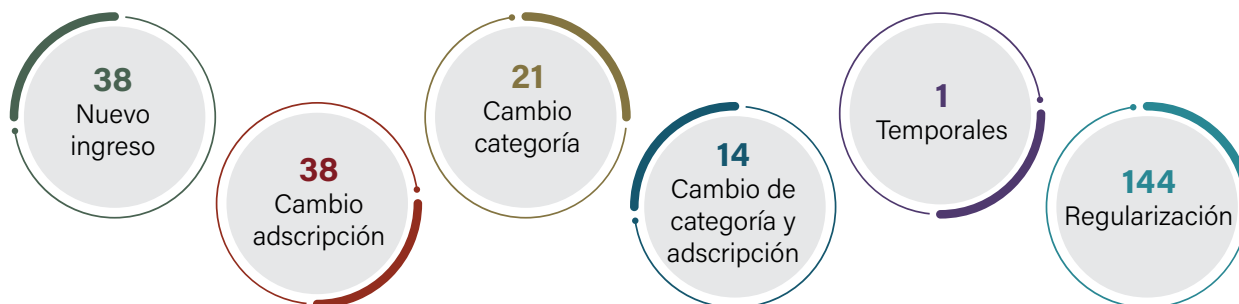 38
Nuevo
ingreso
38
Cambio
adscripción
21
Cambio
categoría
14
Cambio de
categoría y
adscripción
1
Temporales
144
Regularización